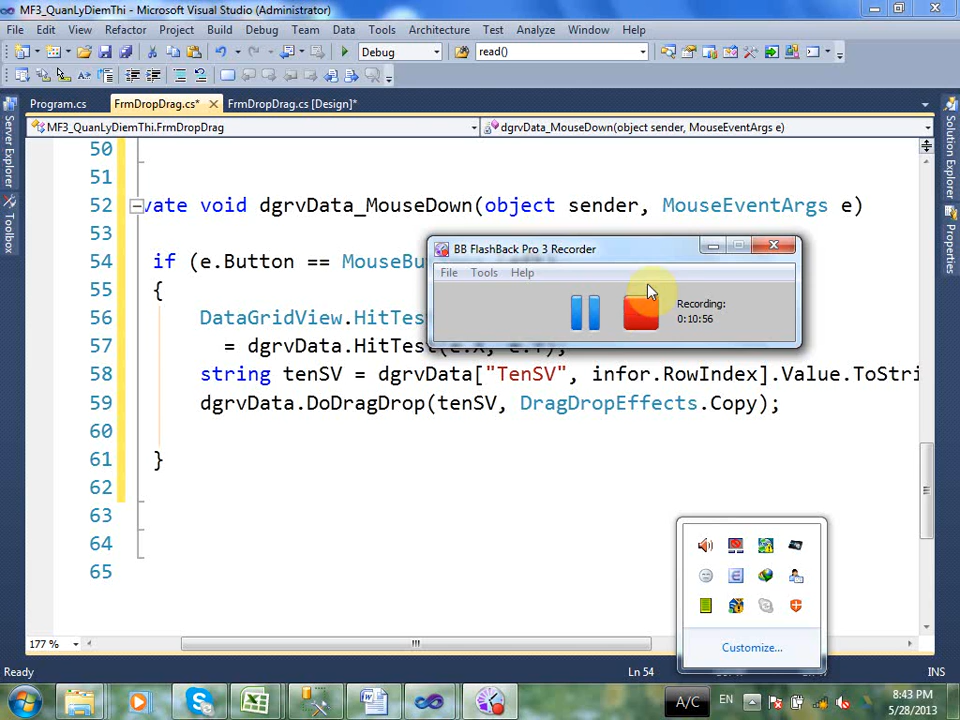 MF3_QuanLyDiemThi - Microsoft Visual Studio (Administrator)
File Edit View Refactor Project Build Debug Team Data Tools Architecture Test Analyze Window Help
Debug read()
Program.cs FrmDropDrag.cs* FrmDropDrag.cs [Design]*
MF3_QuanLyDiemThi.FrmDropDrag dgrvData_MouseDown(object sender, MouseEventArgs e)
Server Explorer
Toolbox
Solution Explorer
Properties
50
51
52 vate void dgrvData_MouseDown(object sender, MouseEventArgs e)
53
54 if (e.Button ==
55 {
56 DataGridView.HitTes
57 = dgrvData.HitTest(e.X, e.Y);
58 string tenSV = dgrvData["TenSV", infor.RowIndex].Value.ToStri
59 dgrvData.DoDragDrop(tenSV, DragDropEffects.Copy);
60
61 }
62
63
64
65
BB FlashBack Pro 3 Recorder
File Tools Help
Recording:
0:10:56
Customize...
177 %
Ready Ln 54 INS
A/C EN 8:43 PM
5/28/2013